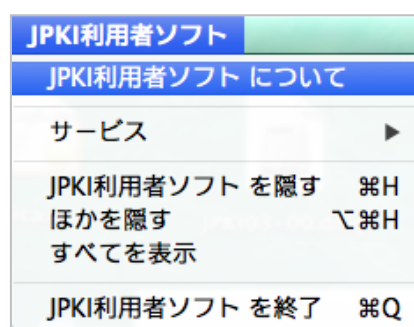 JPKI利用者ソフト
JPKI利用者ソフト について
サービス ▶
JPKI利用者ソフト を隠す ⌘H
ほかを隠す ⌥⌘H
すべてを表示
JPKI利用者ソフト を終了 ⌘Q